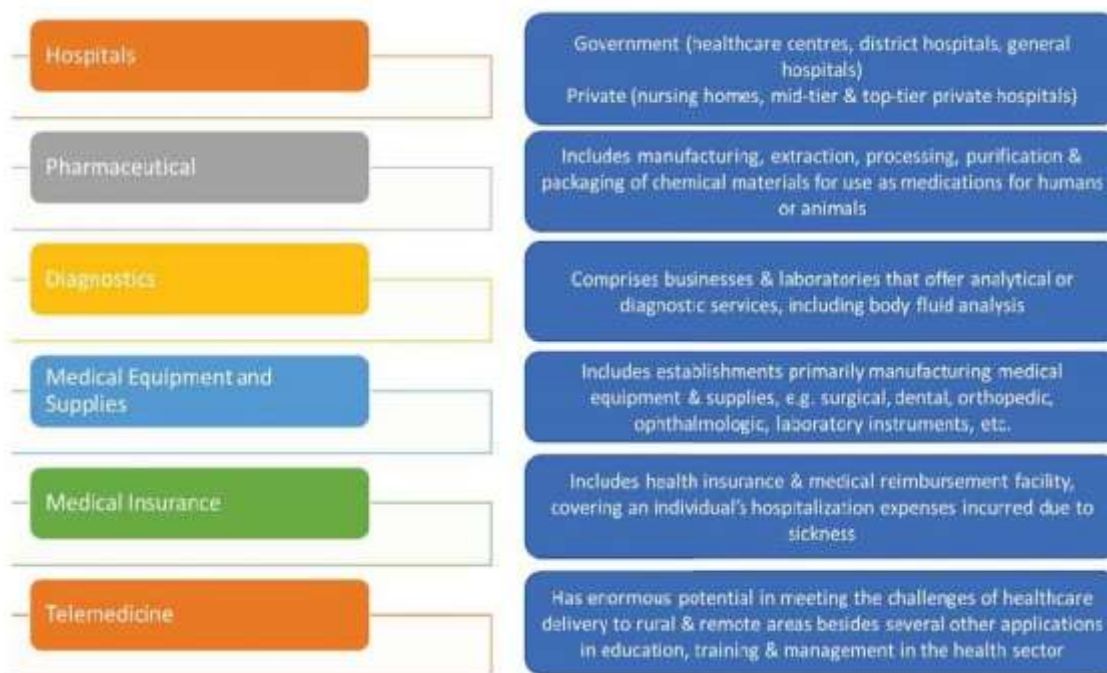 Hospitals
Government (healthcare centres, district hospitals, general
hospitals)
Private (nursing homes, mid-tier & top-tier private hospitals)
Pharmaceutical
Includes manufacturing, extraction, processing, purification &
packaging of chemical materials for use as medications for humans
or animals
Diagnostics
Comprises businesses & laboratories that offer analytical or
diagnostic services, including body fluid analysis
Medical Equipment and
Supplies
Includes establishments primarily manufacturing medical
equipment & supplies, e.g. surgical, dental, orthopedic,
ophthalmologic, laboratory instruments, etc.
Medical Insurance
Includes health insurance & medical reimbursement facility,
covering an individual's hospitalization expenses incurred due to
sickness
Telemedicine
Has enormous potential in meeting the challenges of healthcare
delivery to rural & remote areas besides several other applications
in education, training & management in the health sector